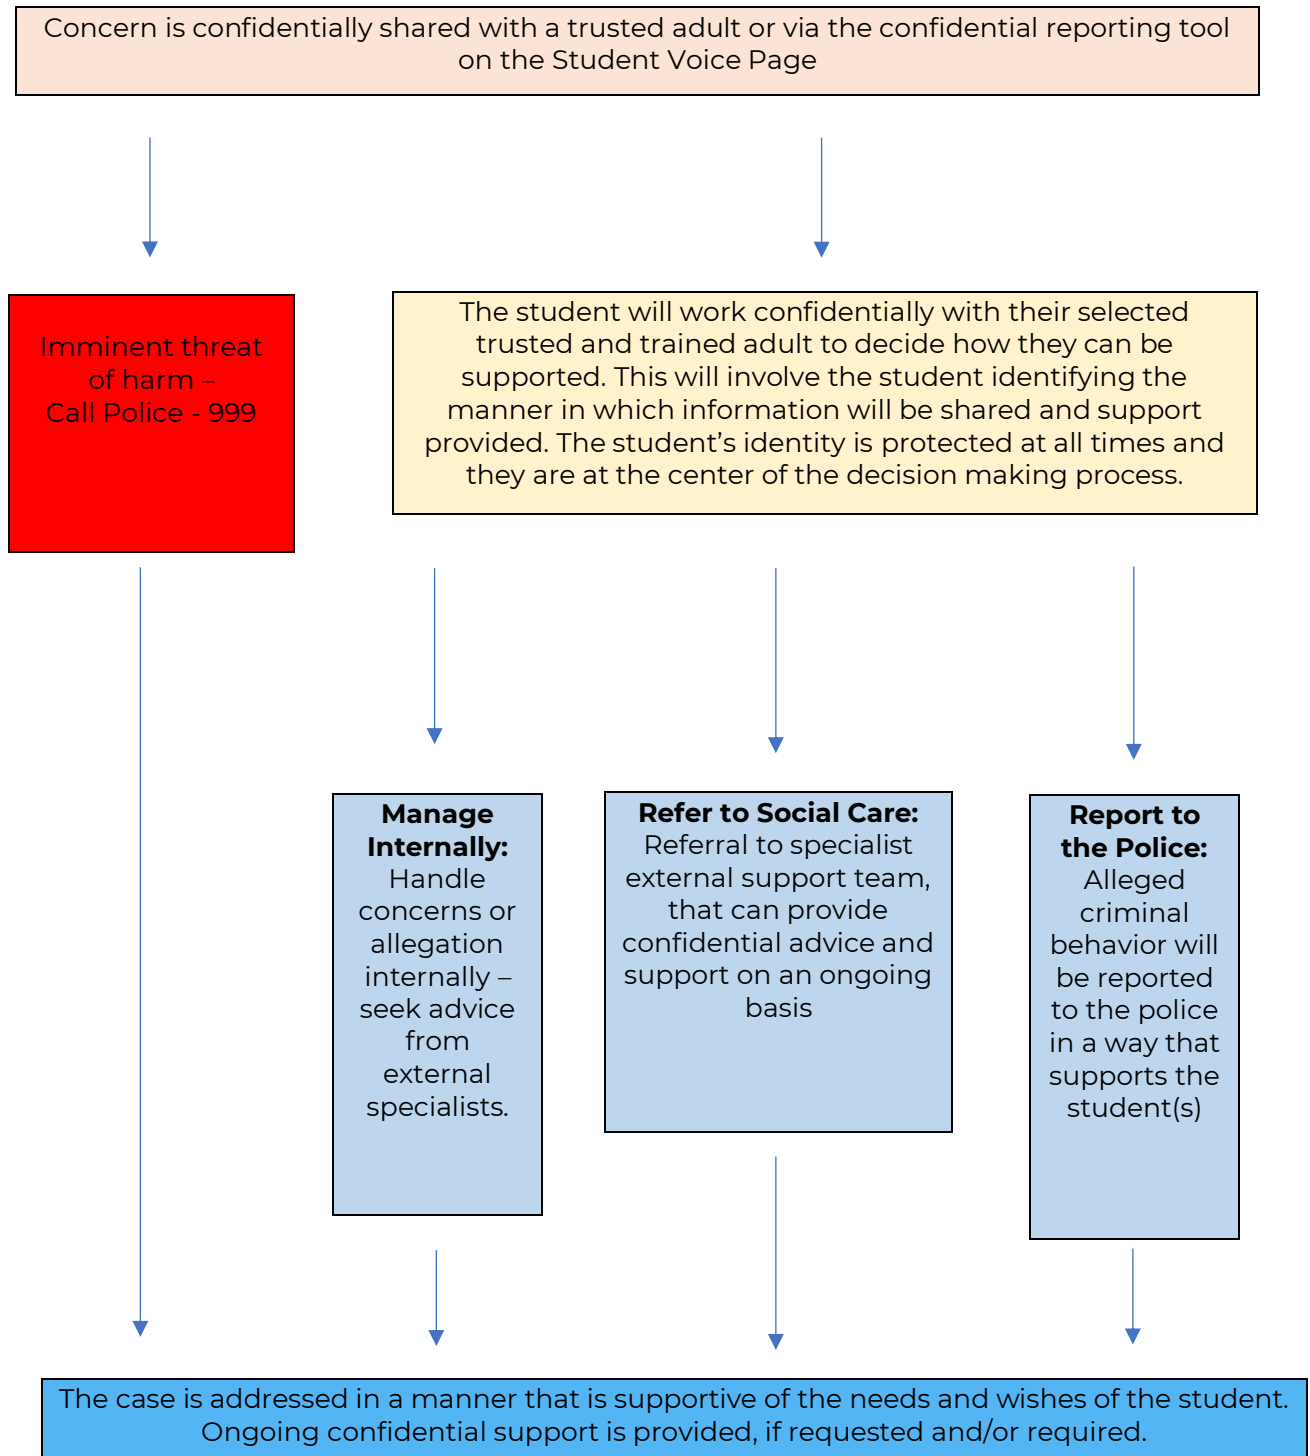 Concern is confidentially shared with a trusted adult or via the confidential reporting tool
on the Student Voice Page
Imminent threat
of harm –
Call Police - 999
The student will work confidentially with their selected
trusted and trained adult to decide how they can be
supported. This will involve the student identifying the
manner in which information will be shared and support
provided. The student’s identity is protected at all times and
they are at the center of the decision making process.
Manage
Internally:
Handle
concerns or
allegation
internally –
seek advice
from
external
specialists.
Refer to Social Care:
Referral to specialist
external support team,
that can provide
confidential advice and
support on an ongoing
basis
Report to
the Police:
Alleged
criminal
behavior will
be reported
to the police
in a way that
supports the
student(s)
The case is addressed in a manner that is supportive of the needs and wishes of the student.
Ongoing confidential support is provided, if requested and/or required.